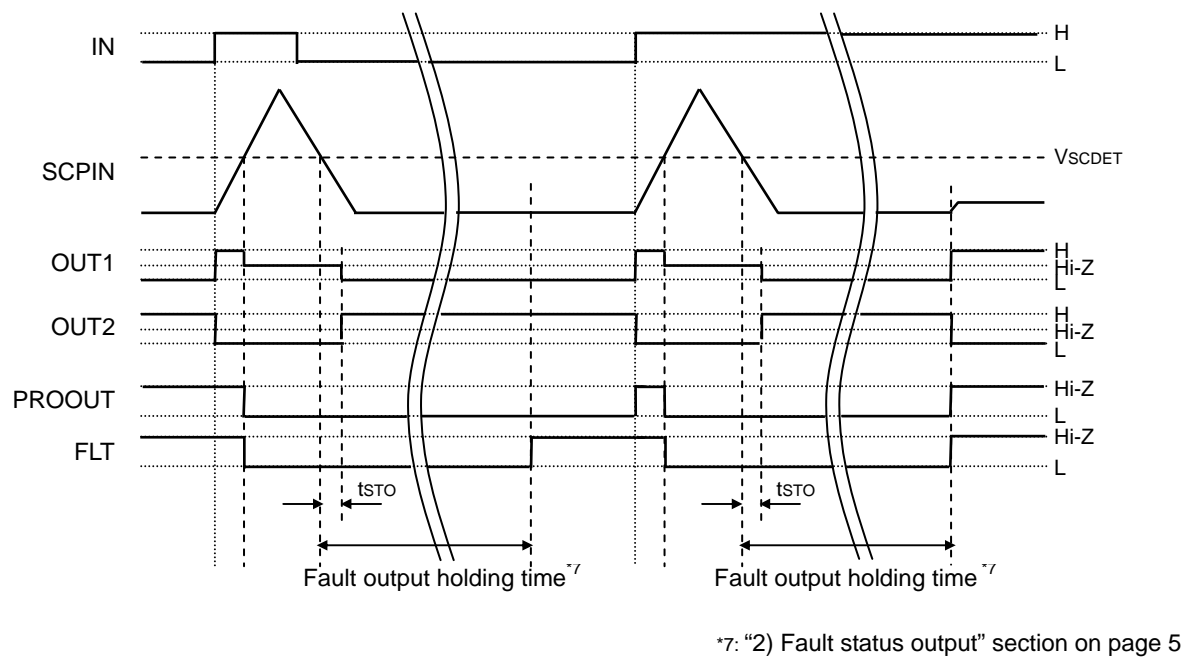 IN
H
L
SCPIN
VSCDET
OUT1
H
Hi-Z
L
OUT2
H
Hi-Z
L
PROOUT
Hi-Z
L
FLT
Hi-Z
L
tSTO
tSTO
Fault output holding time*7
Fault output holding time*7
*7: “2) Fault status output” section on page 5